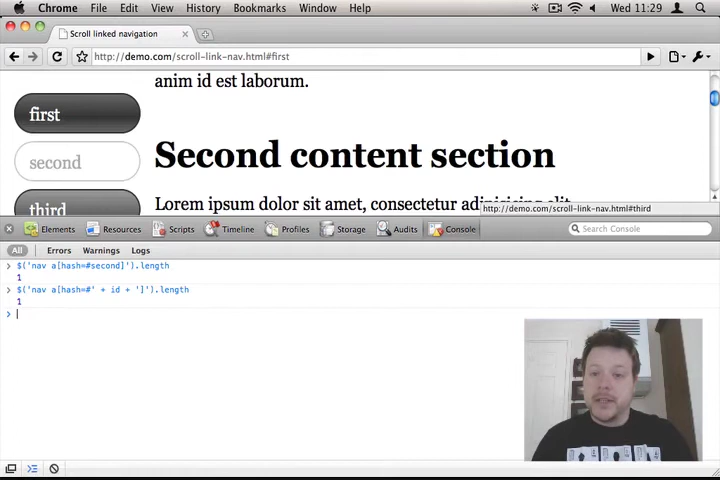 Chrome File Edit View History Bookmarks Window Help Wed 11:29
Scroll linked navigation
http://demo.com/scroll-link-nav.html#first
anim id est laborum.
first
second
third
Second content section
Lorem ipsum dolor sit amet, consectetur adipisicing elit
http://demo.com/scroll-link-nav.html#third
Elements Resources Scripts Timeline Profiles Storage Audits Console Search Console
All Errors Warnings Logs
> $('nav a[hash=#second]').length
1
> $('nav a[hash=#' + id + ']').length
1
>